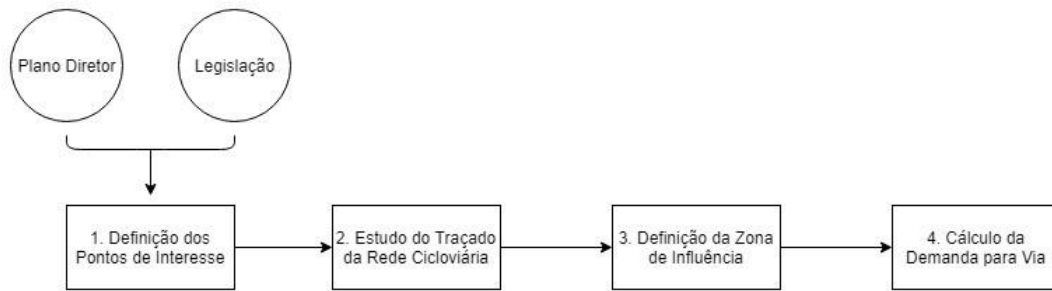 Plano Diretor
Legislação
1. Definição dos
Pontos de Interesse
2. Estudo do Traçado
da Rede Cicloviária
3. Definição da Zona
de Influência
4. Cálculo da
Demanda para Via